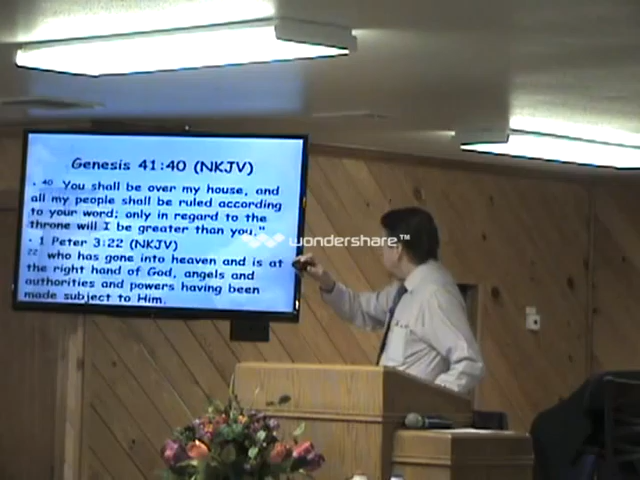 Genesis 41:40 (NKJV)
• 40 You shall be over my house, and
all my people shall be ruled according
to your word; only in regard to the
throne will I be greater than you."
• 1 Peter 3:22 (NKJV)
22 who has gone into heaven and is at
the right hand of God, angels and
authorities and powers having been
made subject to Him.
wondershare™